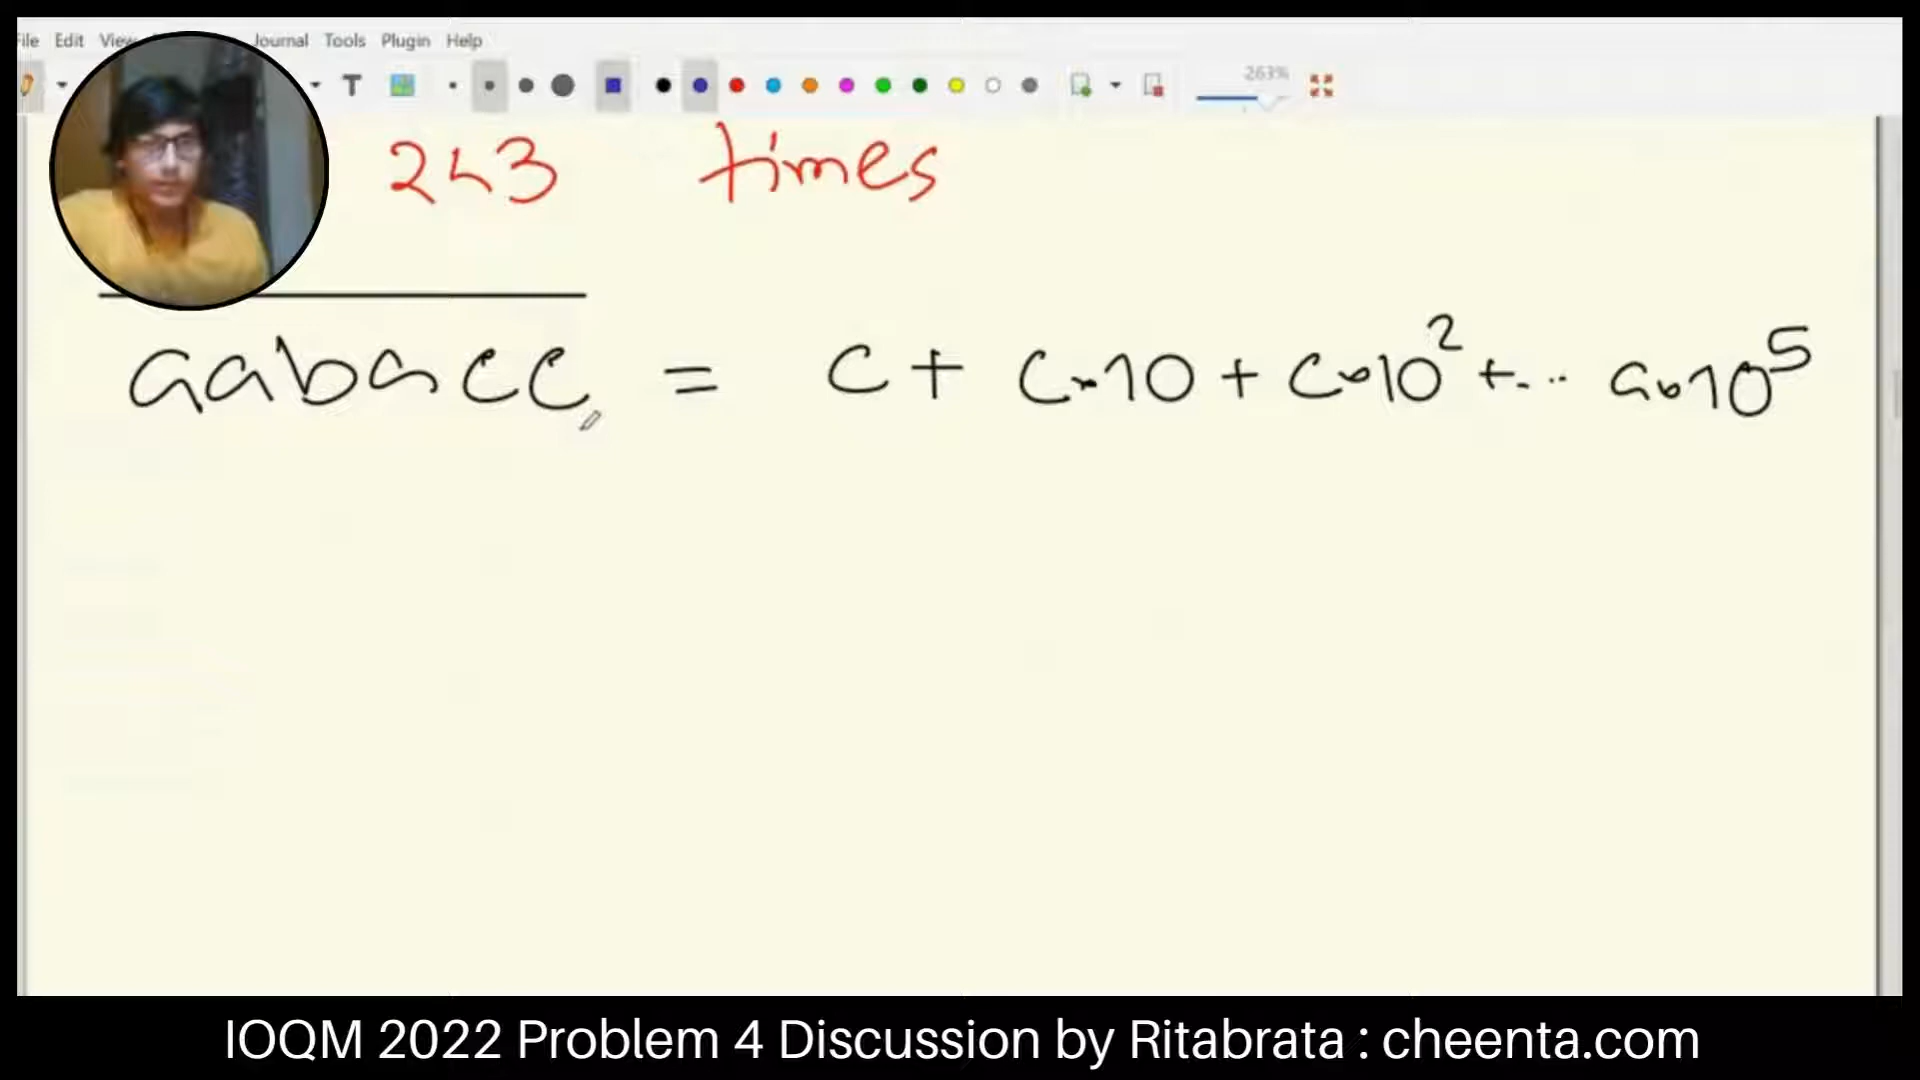 File Edit View Journal Tools Plugin Help
T 263%
243 times
aabacc = c + c·10 + c·10² + ... a·10⁵
IOQM 2022 Problem 4 Discussion by Ritabrata : cheenta.com